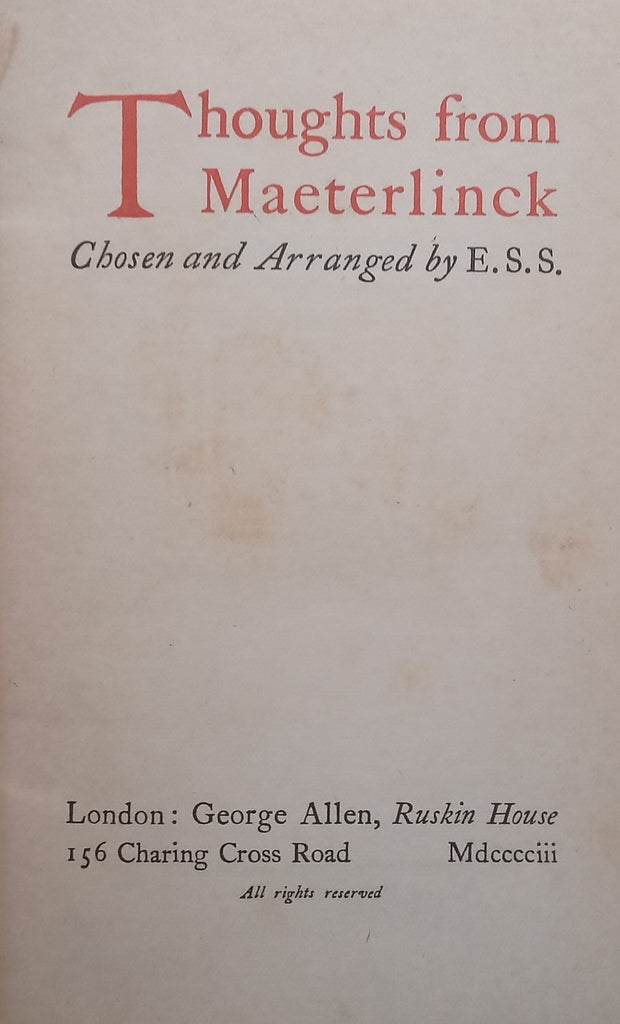 Thoughts from
Maeterlinck
Chosen and Arranged by E.S.S.
London: George Allen, Ruskin House
156 Charing Cross Road Mdcccciii
All rights reserved